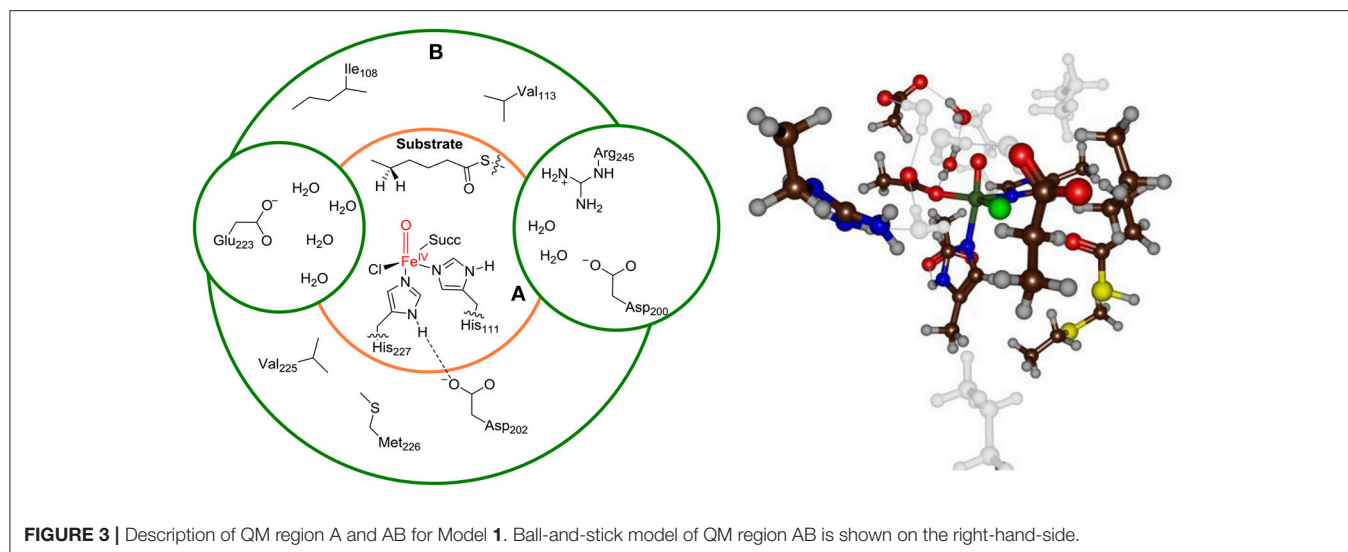 B
Ile108
Val113
Substrate
S
O
H H
Arg245
H2N
NH
+
NH2
H2O
H2O
O−
O
Glu223
H2O
H2O
H2O
H2O
−O
O
Asp200
O
FeIV
Succ
Cl
N
N
N
H
N
H
A
His111
His227
Val225
S
Met226
−O
O
Asp202
FIGURE 3 | Description of QM region A and AB for Model 1. Ball-and-stick model of QM region AB is shown on the right-hand-side.